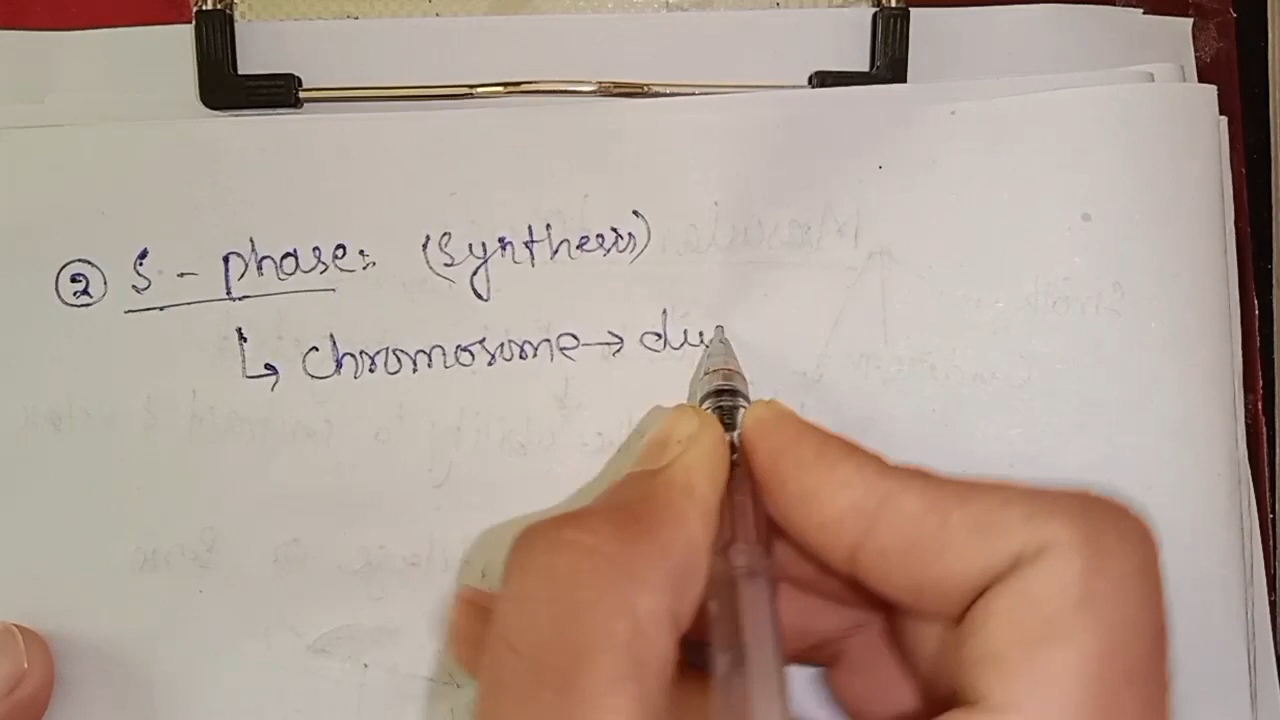 ② S - phase: (Synthesis)
↳ chromosome → du